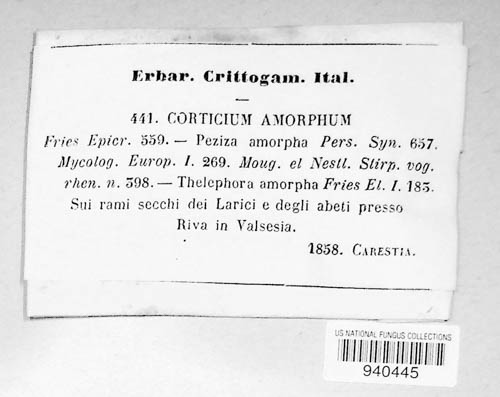 Erbar. Crittogam. Ital.
441. CORTICIUM AMORPHUM
Fries Epicr. 559. — Peziza amorpha Pers. Syn. 657.
Mycolog. Europ. I. 269. Moug. et Nestl. Stirp. vog.
rhen. n. 398. — Thelephora amorpha Fries El. I. 183.
Sui rami secchi dei Larici e degli abeti presso
Riva in Valsesia.
1858. CARESTIA.
US NATIONAL FUNGUS COLLECTIONS
940445